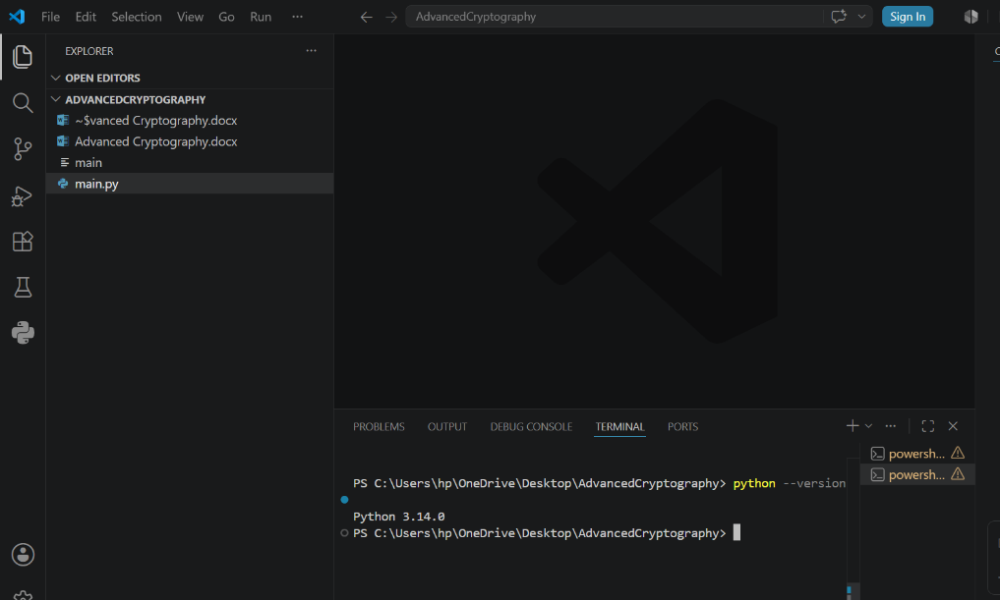 File Edit Selection View Go Run ··· AdvancedCryptography Sign In
EXPLORER ···
OPEN EDITORS
ADVANCEDCRYPTOGRAPHY
~$vanced Cryptography.docx
Advanced Cryptography.docx
main
main.py
PROBLEMS OUTPUT DEBUG CONSOLE TERMINAL PORTS
powersh...
powersh...
PS C:\Users\hp\OneDrive\Desktop\AdvancedCryptography> python --version
Python 3.14.0
PS C:\Users\hp\OneDrive\Desktop\AdvancedCryptography>